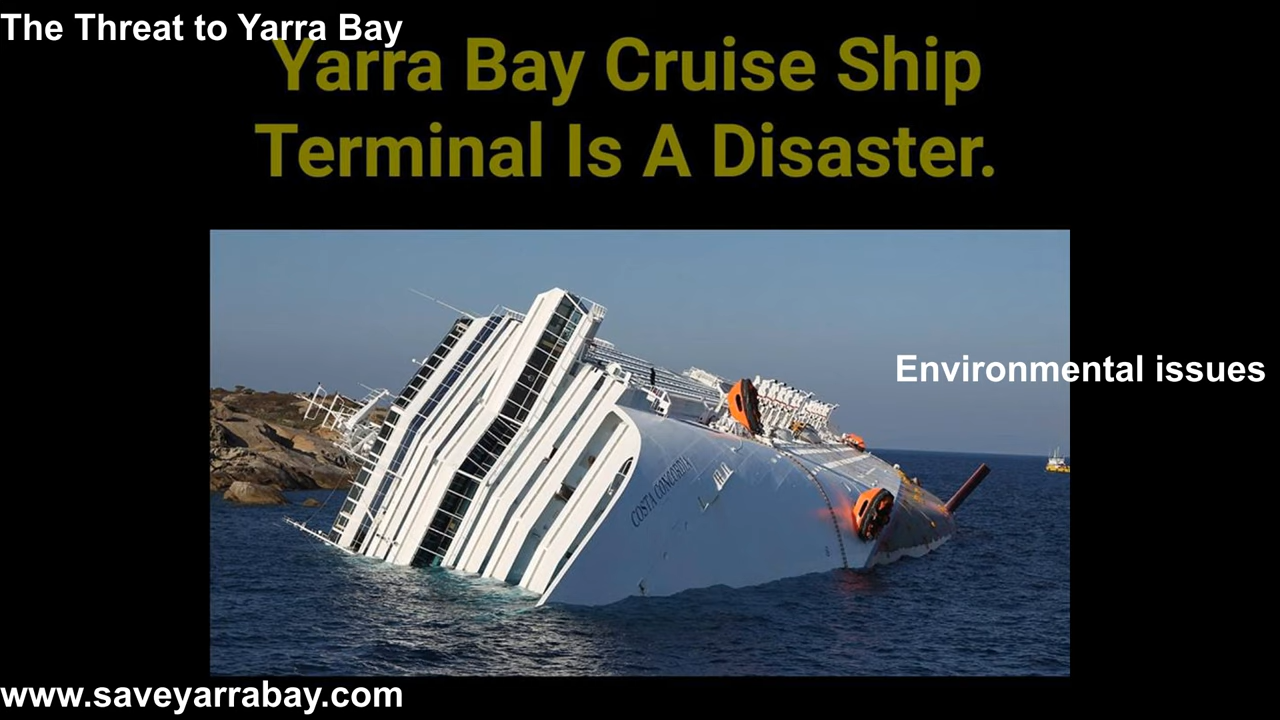 The Threat to Yarra Bay
Yarra Bay Cruise Ship
Terminal Is A Disaster.
Environmental issues
COSTA CONCORDIA
www.saveyarrabay.com